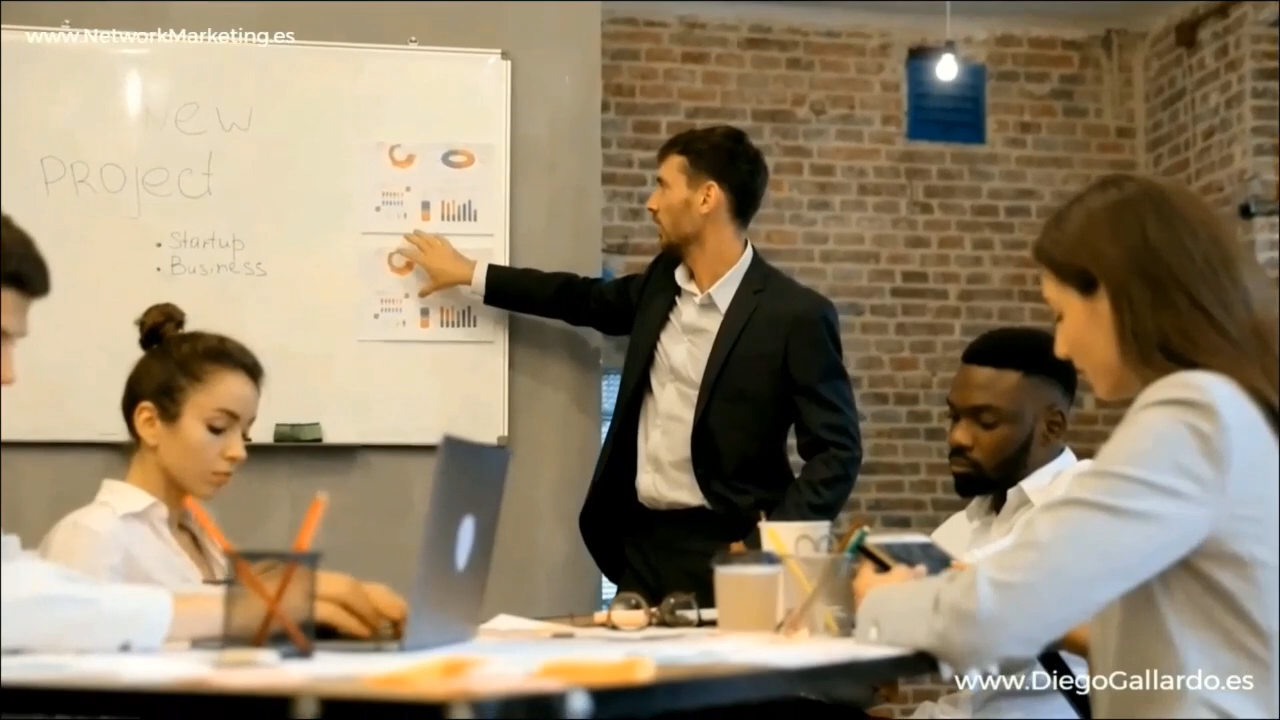 www.NetworkMarketing.es
New
PROJECT
• Startup
• Business
www.DiegoGallardo.es